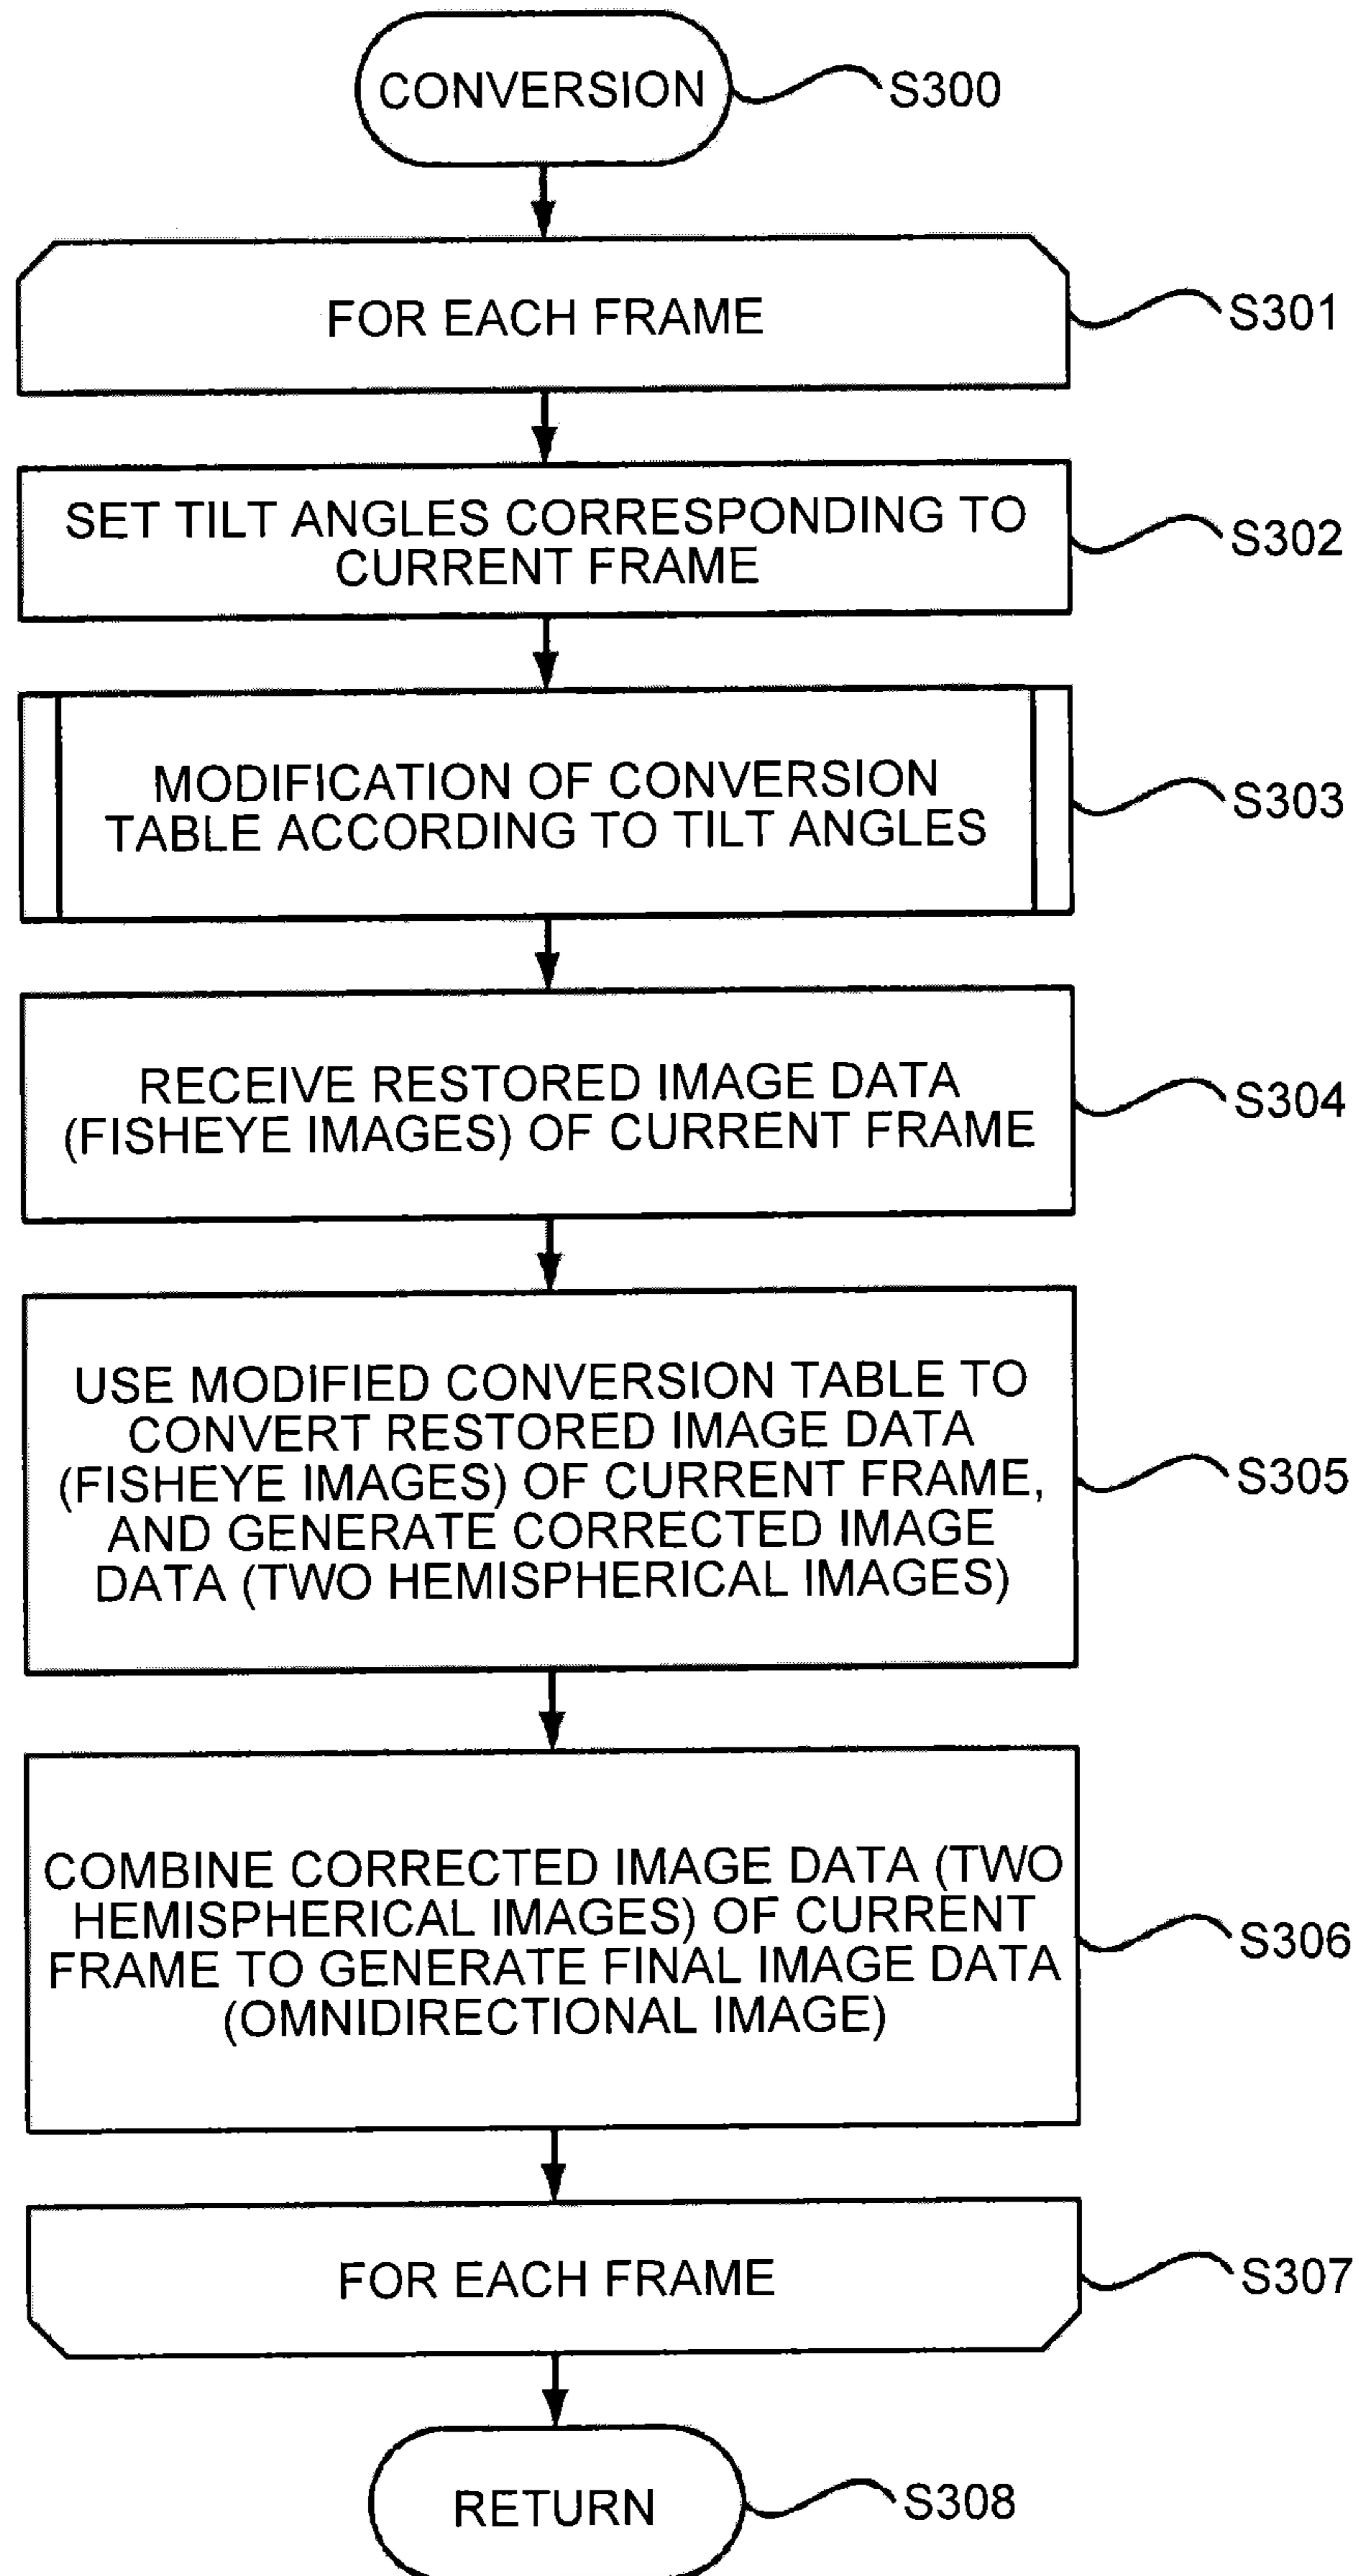 CONVERSION
S300
FOR EACH FRAME
S301
SET TILT ANGLES CORRESPONDING TO
CURRENT FRAME
S302
MODIFICATION OF CONVERSION
TABLE ACCORDING TO TILT ANGLES
S303
RECEIVE RESTORED IMAGE DATA
(FISHEYE IMAGES) OF CURRENT FRAME
S304
USE MODIFIED CONVERSION TABLE TO
CONVERT RESTORED IMAGE DATA
(FISHEYE IMAGES) OF CURRENT FRAME,
AND GENERATE CORRECTED IMAGE
DATA (TWO HEMISPHERICAL IMAGES)
S305
COMBINE CORRECTED IMAGE DATA (TWO
HEMISPHERICAL IMAGES) OF CURRENT
FRAME TO GENERATE FINAL IMAGE DATA
(OMNIDIRECTIONAL IMAGE)
S306
FOR EACH FRAME
S307
RETURN
S308